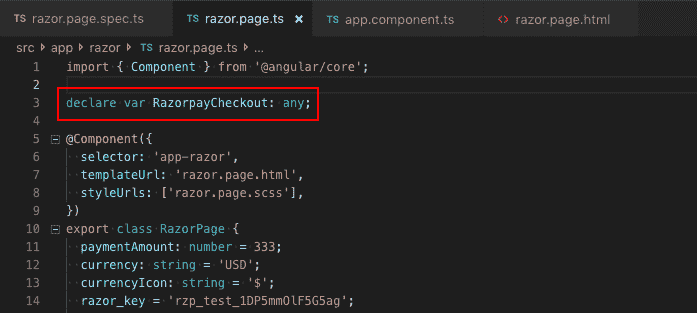 TS razor.page.spec.ts TS razor.page.ts × TS app.component.ts <> razor.page.html
src > app > razor > TS razor.page.ts > ...
1 import { Component } from '@angular/core';
2
3 declare var RazorpayCheckout: any;
4
5 @Component({
6 selector: 'app-razor',
7 templateUrl: 'razor.page.html',
8 styleUrls: ['razor.page.scss'],
9 })
10 export class RazorPage {
11 paymentAmount: number = 333;
12 currency: string = 'USD';
13 currencyIcon: string = '$';
14 razor_key = 'rzp_test_1DP5mmOlF5G5ag';